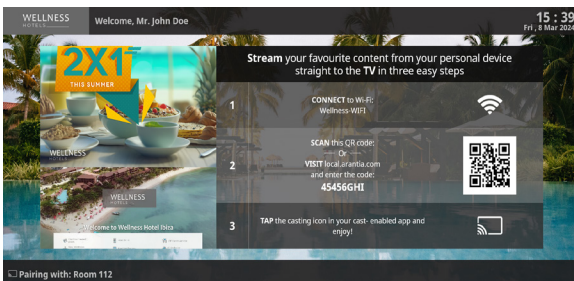 WELLNESS
HOTELS
Welcome, Mr. John Doe
15 : 39
Fri , 8 Mar 2024
2X1
THIS SUMMER
WELLNESS
WELLNESS
HOTELS
Welcome to Wellness Hotel Ibiza
Stream your favourite content from your personal device
straight to the TV in three easy steps
1
CONNECT to Wi-Fi:
Wellness-WIFI
2
SCAN this QR code:
Or
VISIT local.arantia.com
and enter the code:
45456GHI
3
TAP the casting icon in your cast- enabled app and
enjoy!
Pairing with: Room 112